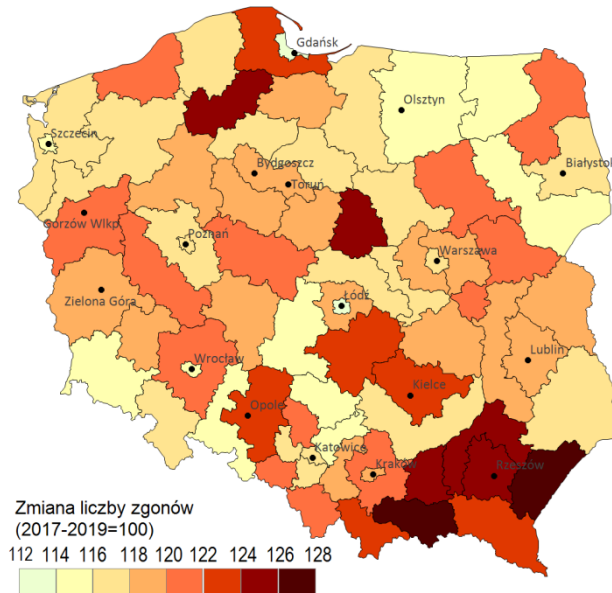 Gdańsk
Olsztyn
Szczecin
Bydgoszcz
Białystok
Toruń
Gorzów Wlkp.
Poznań
Warszawa
Zielona Góra
Łódź
Wrocław
Lublin
Kielce
Opole
Katowice
Kraków
Rzeszów
Zmiana liczby zgonów
(2017-2019=100)
112 114 116 118 120 122 124 126 128